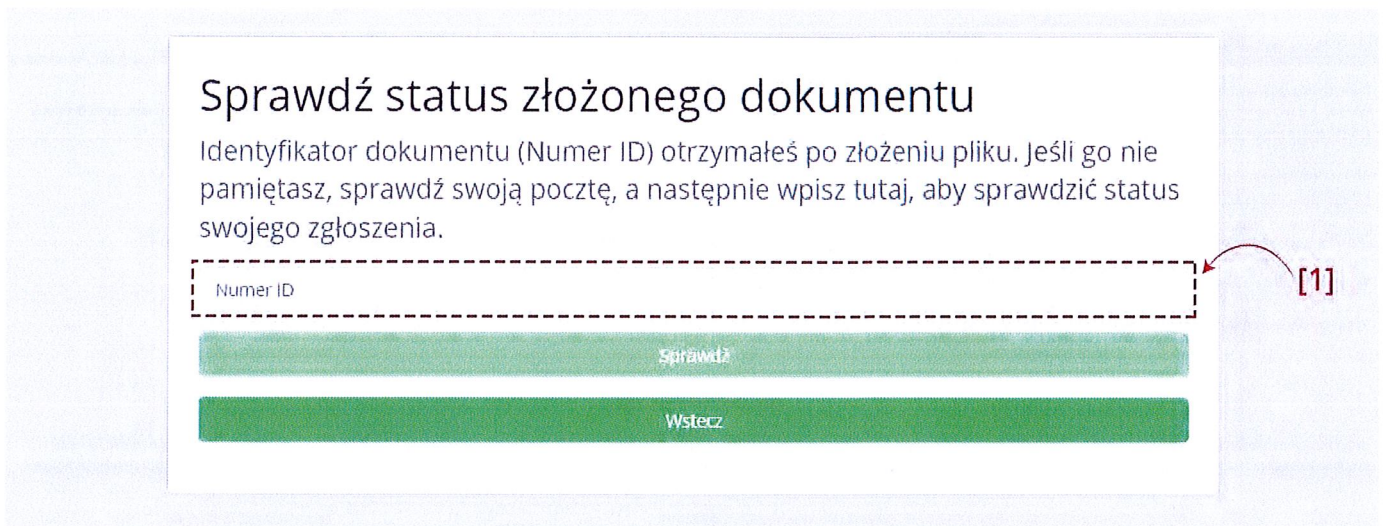 Sprawdź status złożonego dokumentu
Identyfikator dokumentu (Numer ID) otrzymałeś po złożeniu pliku. Jeśli go nie
pamiętasz, sprawdź swoją pocztę, a następnie wpisz tutaj, aby sprawdzić status
swojego zgłoszenia.
Numer ID
[1]
Sprawdź
Wstecz